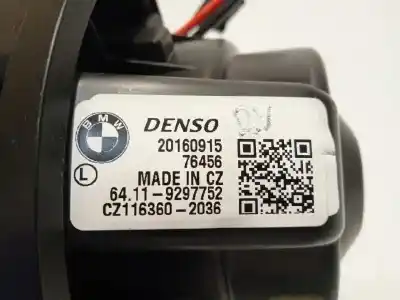 BMW
DENSO
20160915
76456
MADE IN CZ
L
64.11-9297752
CZ116360-2036